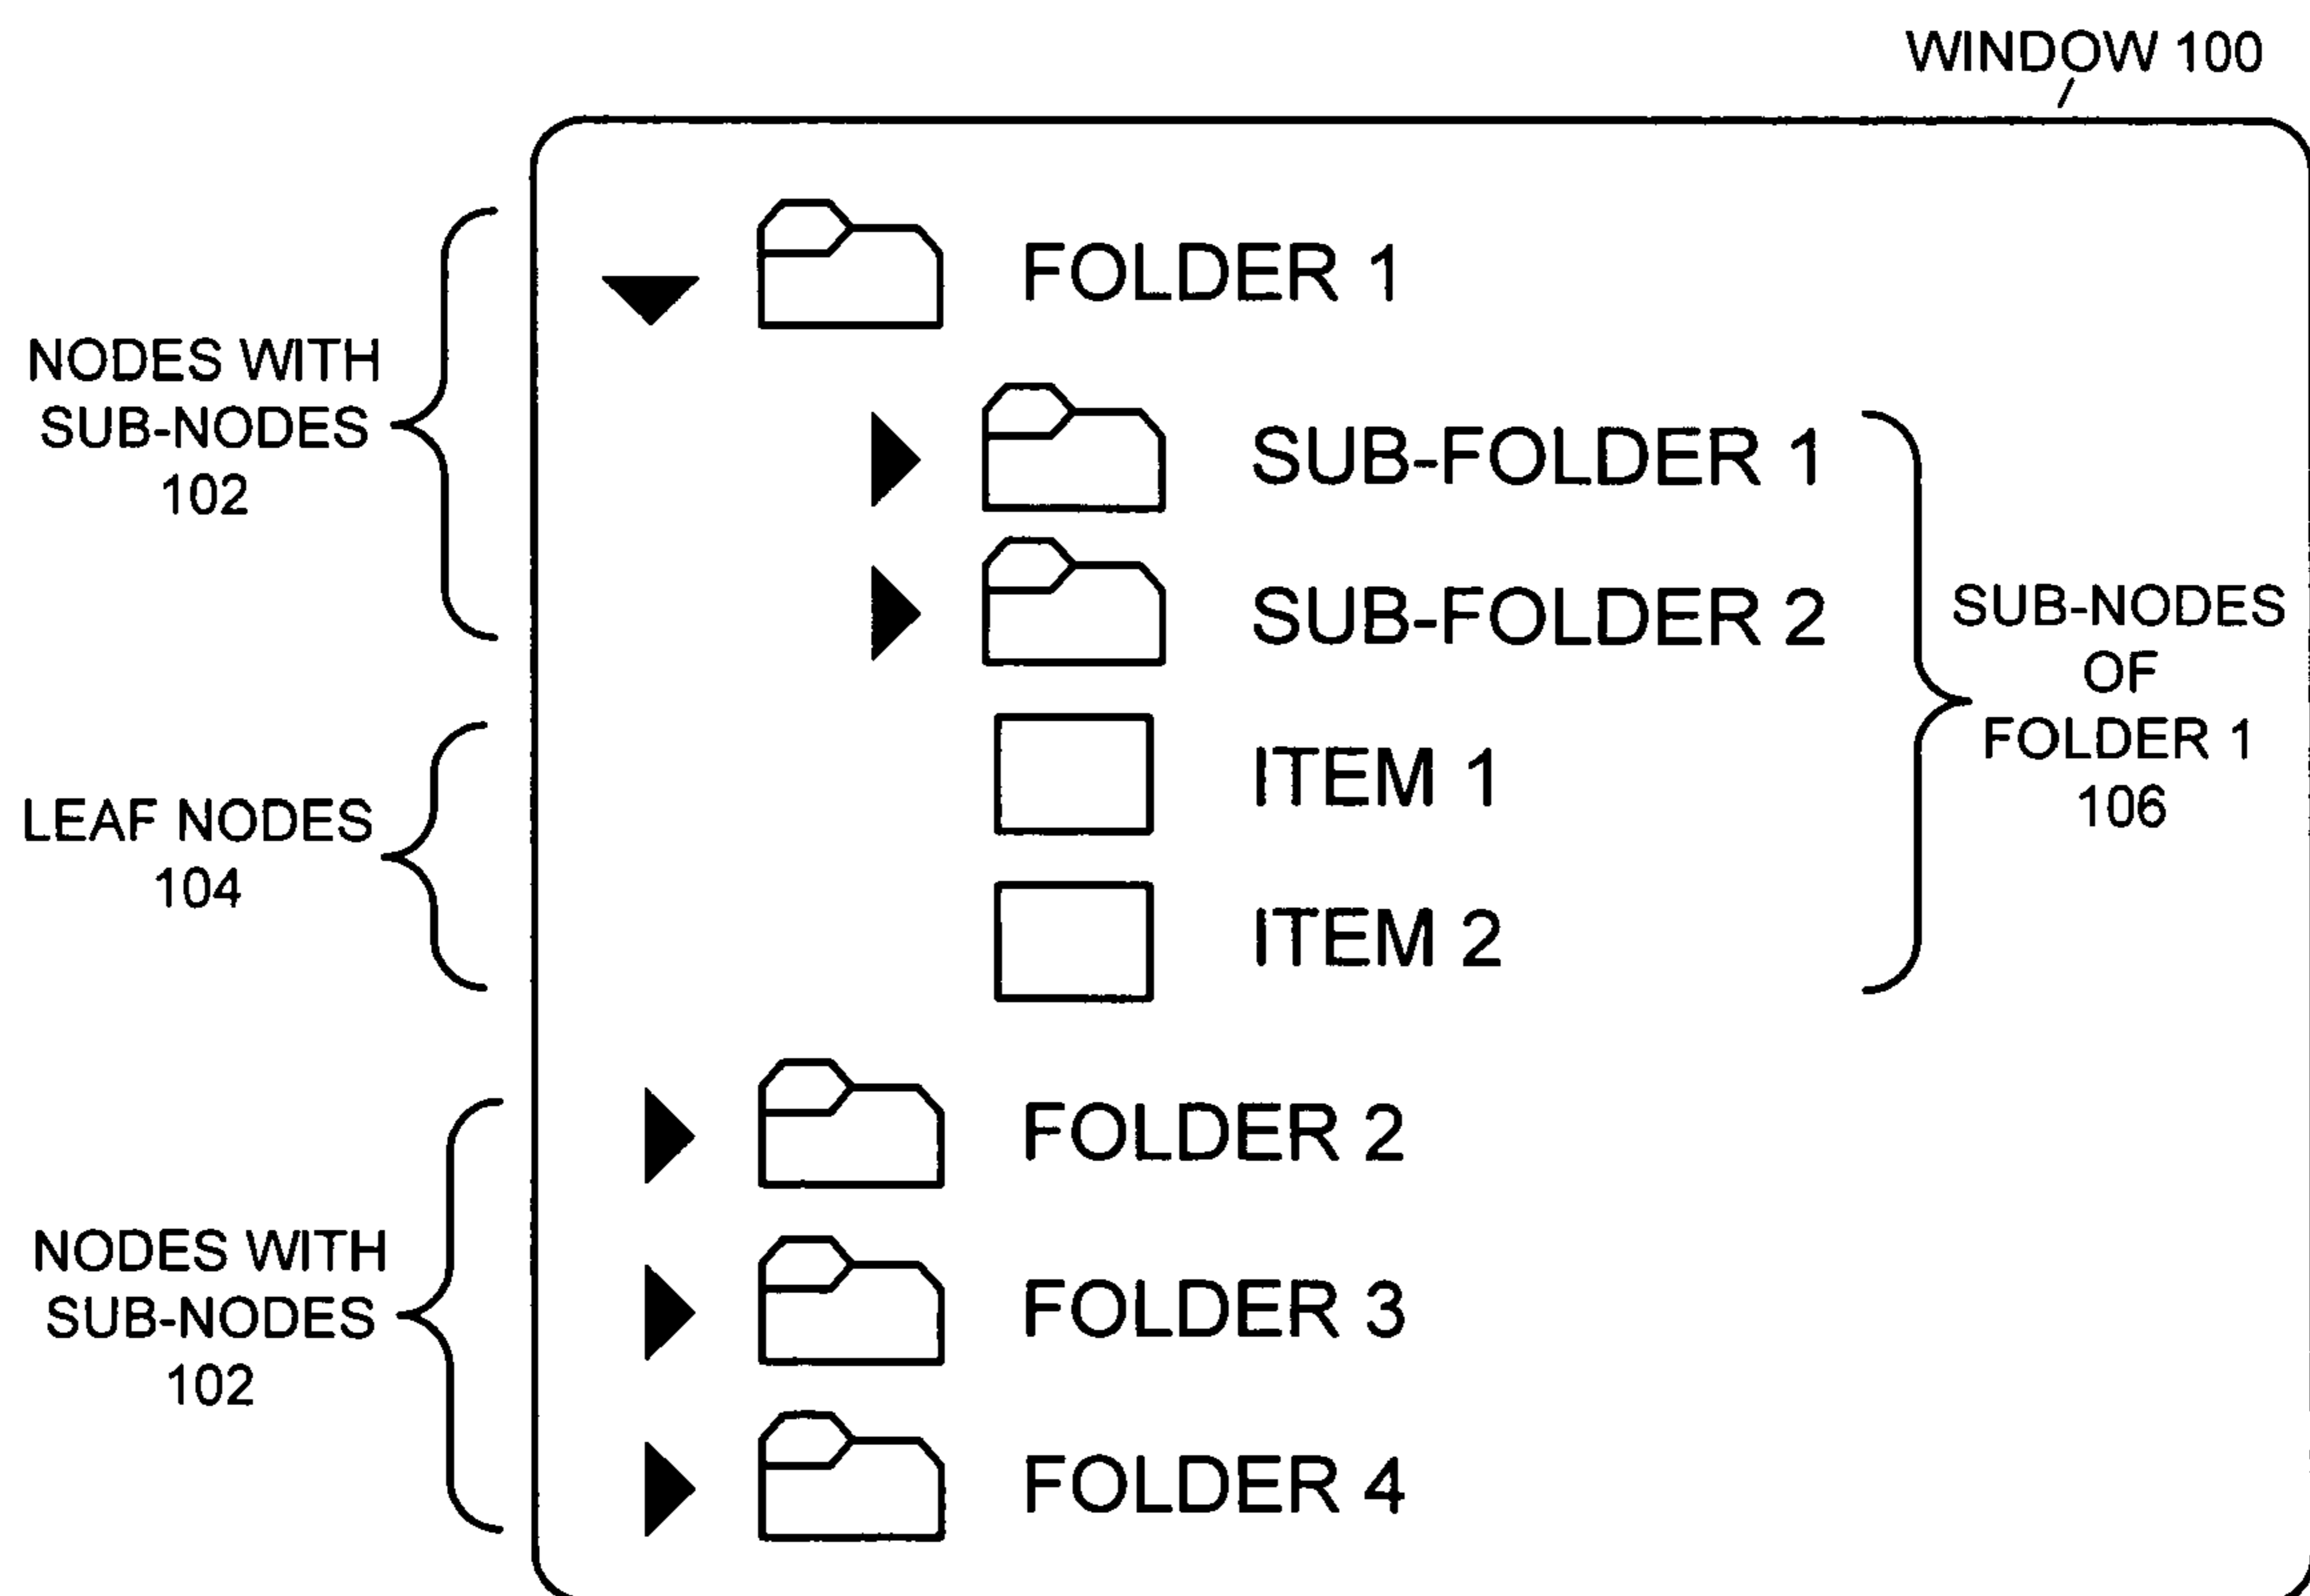 WINDOW 100
FOLDER 1
NODES WITH
SUB-NODES
102
SUB-FOLDER 1
SUB-FOLDER 2
SUB-NODES
OF
FOLDER 1
106
ITEM 1
LEAF NODES
104
ITEM 2
FOLDER 2
NODES WITH
SUB-NODES
102
FOLDER 3
FOLDER 4